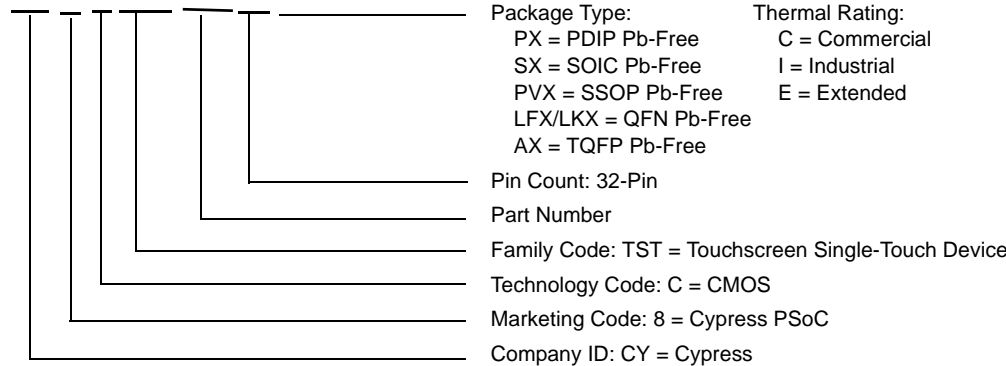 Package Type: Thermal Rating:
PX = PDIP Pb-Free C = Commercial
SX = SOIC Pb-Free I = Industrial
PVX = SSOP Pb-Free E = Extended
LFX/LKX = QFN Pb-Free
AX = TQFP Pb-Free
Pin Count: 32-Pin
Part Number
Family Code: TST = Touchscreen Single-Touch Device
Technology Code: C = CMOS
Marketing Code: 8 = Cypress PSoC
Company ID: CY = Cypress